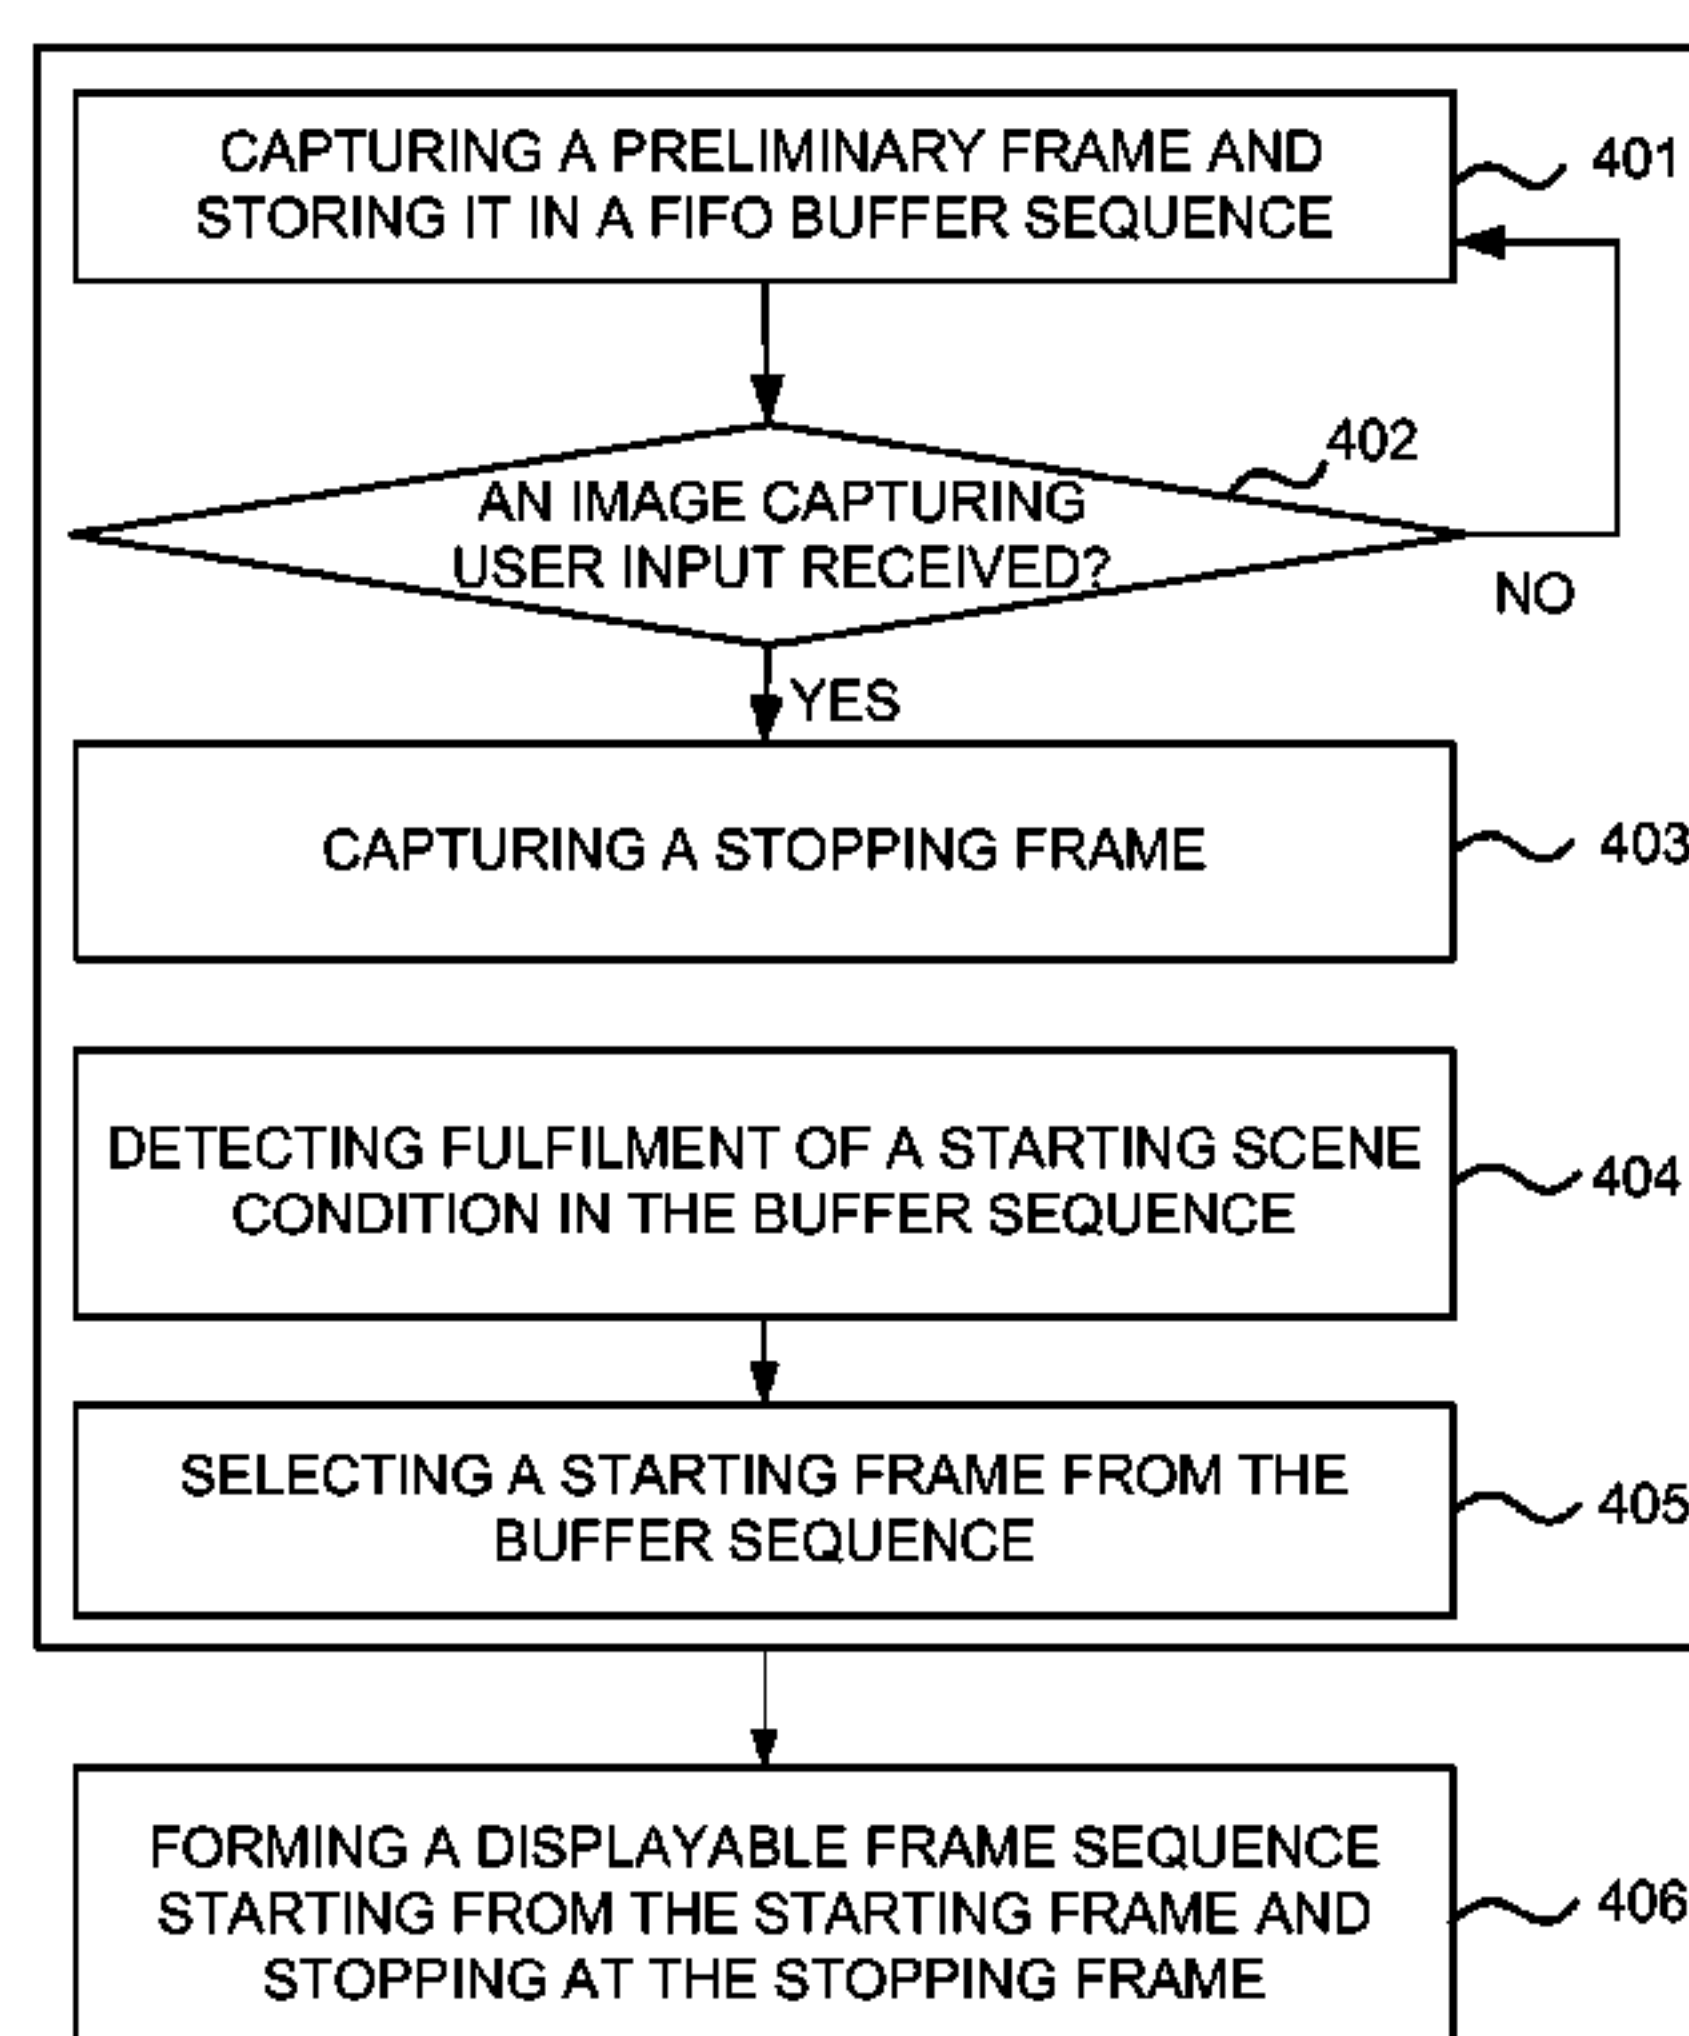 CAPTURING A PRELIMINARY FRAME AND
STORING IT IN A FIFO BUFFER SEQUENCE
401
402
AN IMAGE CAPTURING
USER INPUT RECEIVED?
NO
YES
CAPTURING A STOPPING FRAME
403
DETECTING FULFILMENT OF A STARTING SCENE
CONDITION IN THE BUFFER SEQUENCE
404
SELECTING A STARTING FRAME FROM THE
BUFFER SEQUENCE
405
FORMING A DISPLAYABLE FRAME SEQUENCE
STARTING FROM THE STARTING FRAME AND
STOPPING AT THE STOPPING FRAME
406